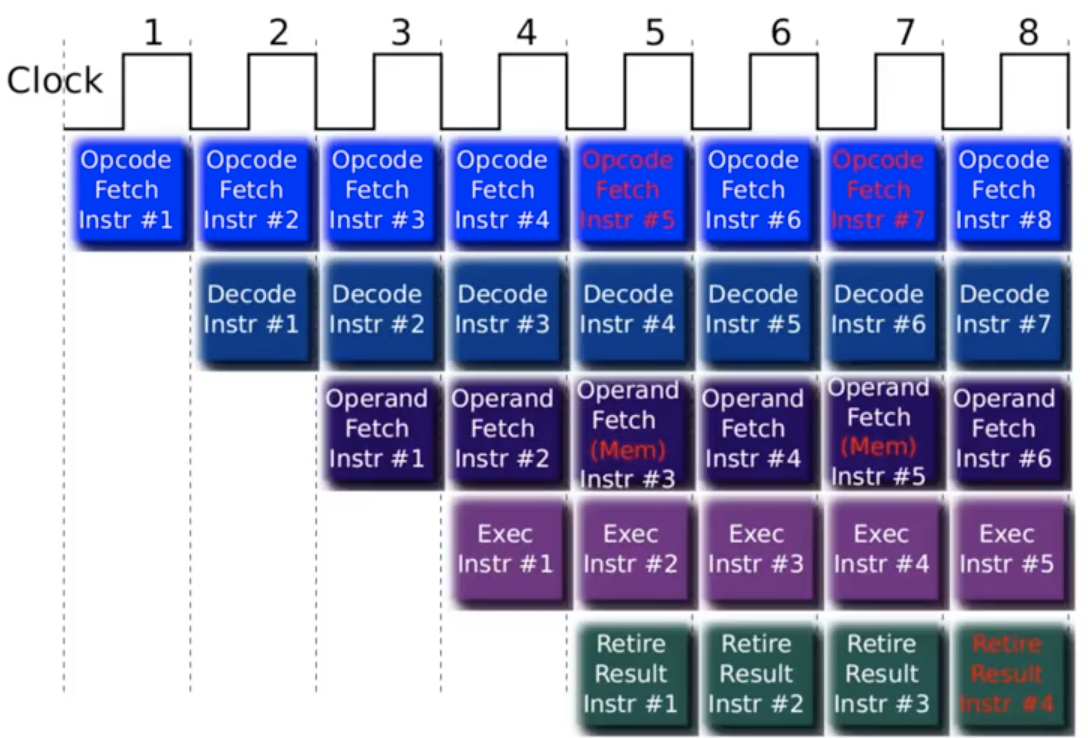 1 2 3 4 5 6 7 8
Clock
Opcode Fetch Instr #1
Opcode Fetch Instr #2
Opcode Fetch Instr #3
Opcode Fetch Instr #4
Opcode Fetch Instr #5
Opcode Fetch Instr #6
Opcode Fetch Instr #7
Opcode Fetch Instr #8
Decode Instr #1
Decode Instr #2
Decode Instr #3
Decode Instr #4
Decode Instr #5
Decode Instr #6
Decode Instr #7
Operand Fetch Instr #1
Operand Fetch Instr #2
Operand Fetch (Mem) Instr #3
Operand Fetch Instr #4
Operand Fetch (Mem) Instr #5
Operand Fetch Instr #6
Exec Instr #1
Exec Instr #2
Exec Instr #3
Exec Instr #4
Exec Instr #5
Retire Result Instr #1
Retire Result Instr #2
Retire Result Instr #3
Retire Result Instr #4